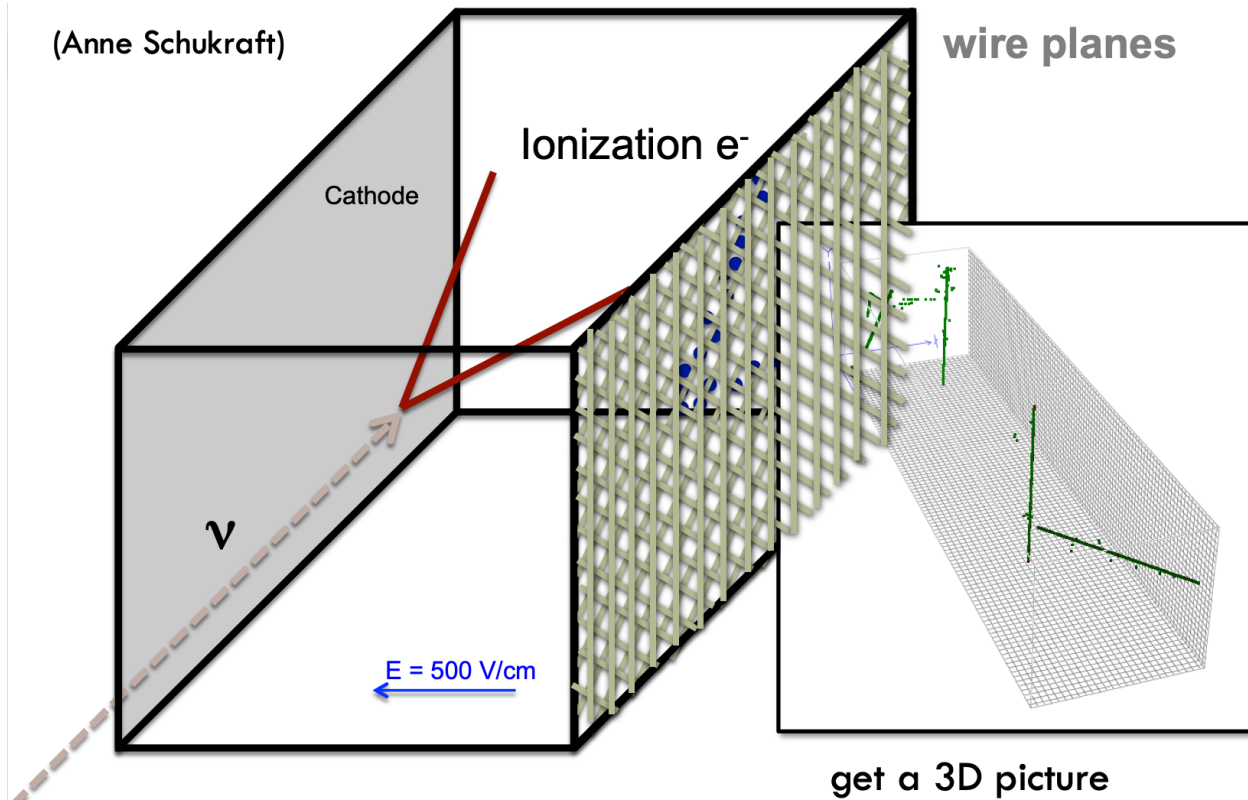 (Anne Schukraft)
wire planes
Ionization e-
Cathode
ν
E = 500 V/cm
get a 3D picture